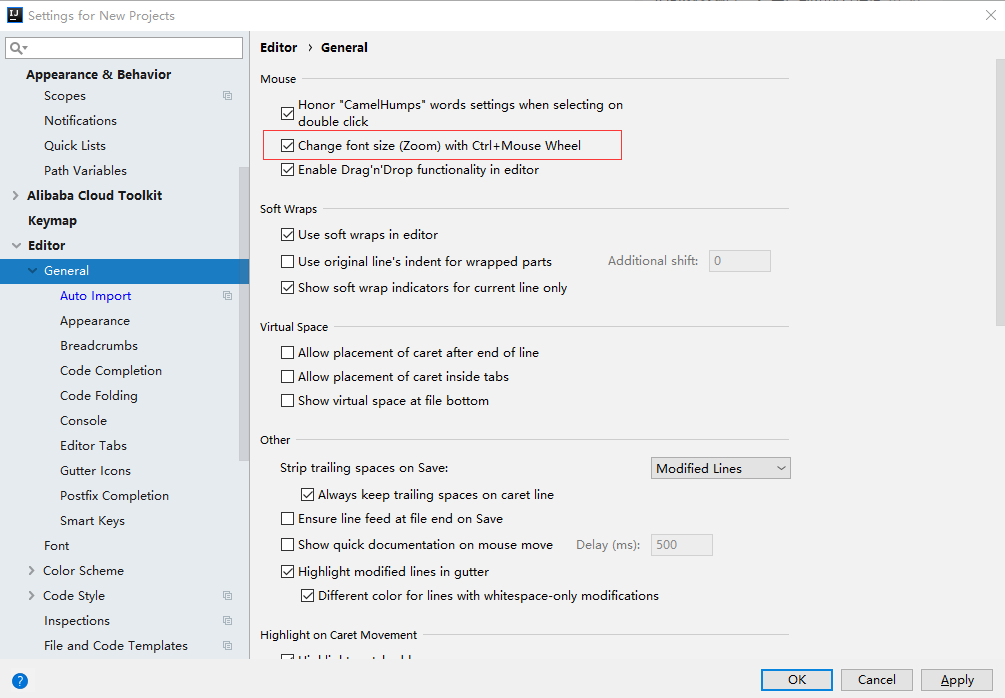 IJ
Settings for New Projects
Appearance & Behavior
Scopes
Notifications
Quick Lists
Path Variables
Alibaba Cloud Toolkit
Keymap
Editor
General
Auto Import
Appearance
Breadcrumbs
Code Completion
Code Folding
Console
Editor Tabs
Gutter Icons
Postfix Completion
Smart Keys
Font
Color Scheme
Code Style
Inspections
File and Code Templates
Editor › General
Mouse
Honor "CamelHumps" words settings when selecting on
double click
Change font size (Zoom) with Ctrl+Mouse Wheel
Enable Drag'n'Drop functionality in editor
Soft Wraps
Use soft wraps in editor
Use original line's indent for wrapped parts Additional shift: 0
Show soft wrap indicators for current line only
Virtual Space
Allow placement of caret after end of line
Allow placement of caret inside tabs
Show virtual space at file bottom
Other
Strip trailing spaces on Save: Modified Lines
Always keep trailing spaces on caret line
Ensure line feed at file end on Save
Show quick documentation on mouse move Delay (ms): 500
Highlight modified lines in gutter
Different color for lines with whitespace-only modifications
Highlight on Caret Movement
?
OK Cancel Apply